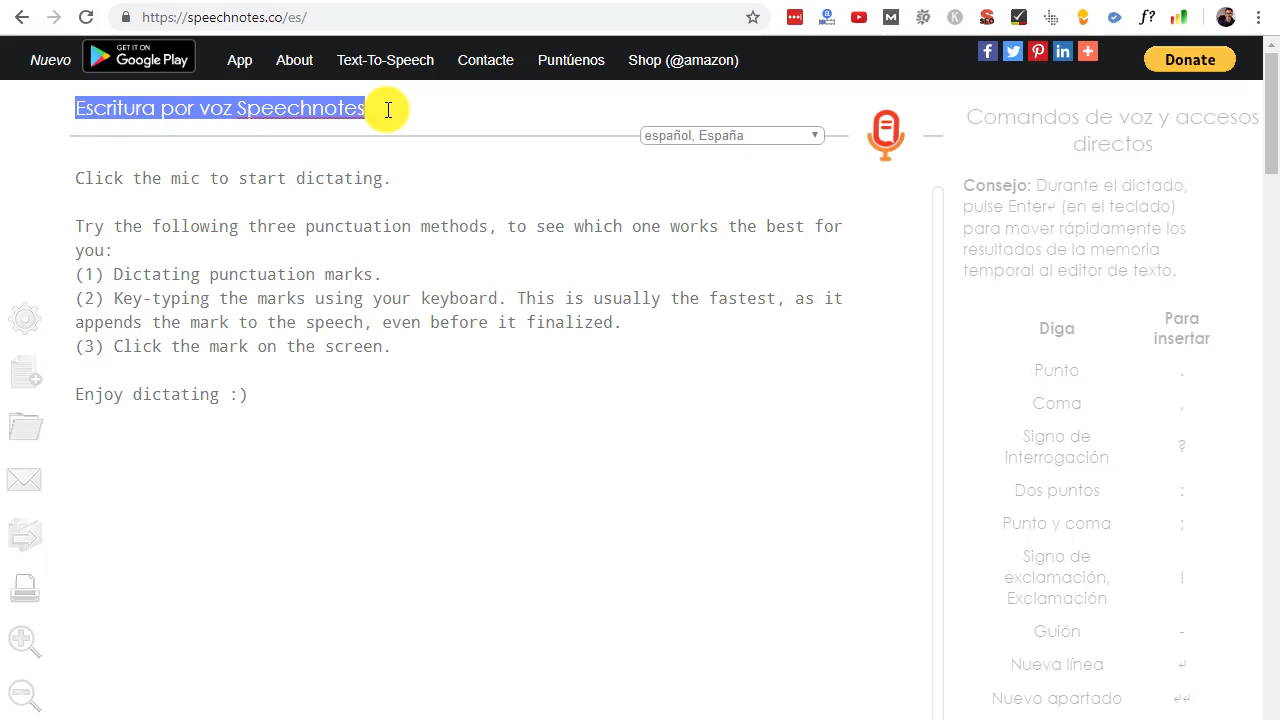 https://speechnotes.co/es/
Nuevo GET IT ON Google Play App About Text-To-Speech Contacte Puntúenos Shop (@amazon) Donate
Escritura por voz Speechnotes
español, España
Click the mic to start dictating.
Try the following three punctuation methods, to see which one works the best for
you:
(1) Dictating punctuation marks.
(2) Key-typing the marks using your keyboard. This is usually the fastest, as it
appends the mark to the speech, even before it finalized.
(3) Click the mark on the screen.
Enjoy dictating :)
Comandos de voz y accesos
directos
Consejo: Durante el dictado,
pulse Enter↵ (en el teclado)
para mover rápidamente los
resultados de la memoria
temporal al editor de texto.
Diga Para
insertar
Punto .
Coma ,
Signo de
interrogación ?
Dos puntos :
Punto y coma ;
Signo de
exclamación, !
Exclamación
Guión -
Nueva línea ↵
Nuevo apartado ↵↵